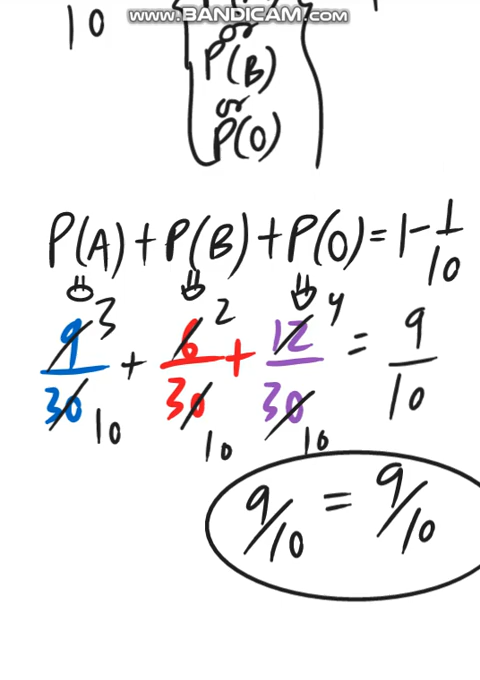 www.BANDICAM.com
10
or
P(B)
or
P(O)
P(A) + P(B) + P(O) = 1 - 1/10
9/30 3/10 + 6/30 2/10 + 12/30 4/10 = 9/10
9/10 = 9/10